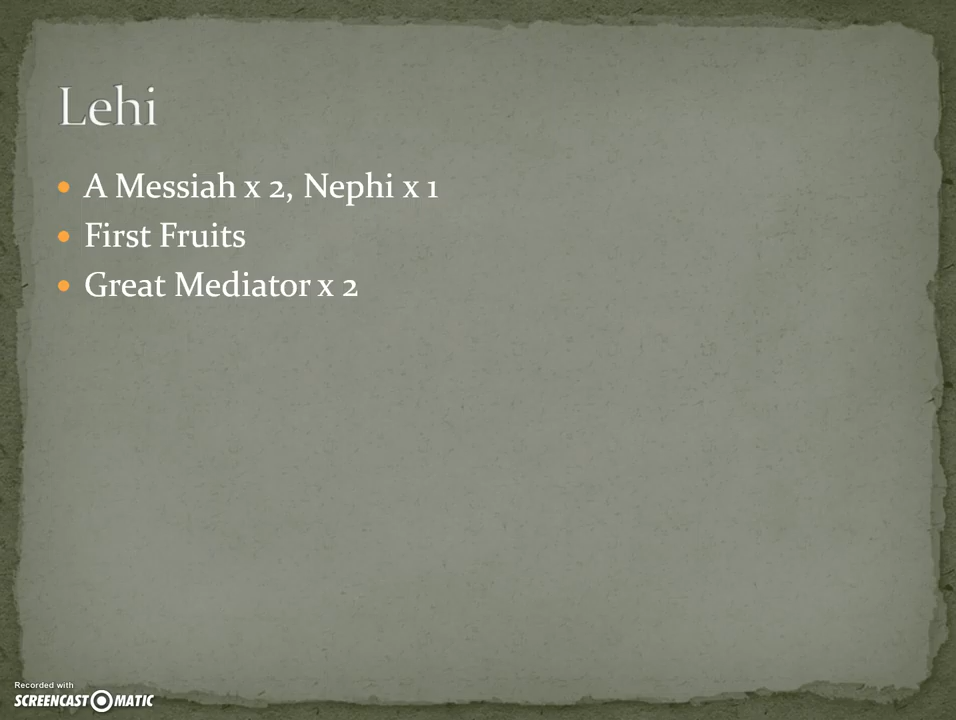 Lehi
A Messiah x 2, Nephi x 1
First Fruits
Great Mediator x 2
Recorded with
SCREENCAST MATIC